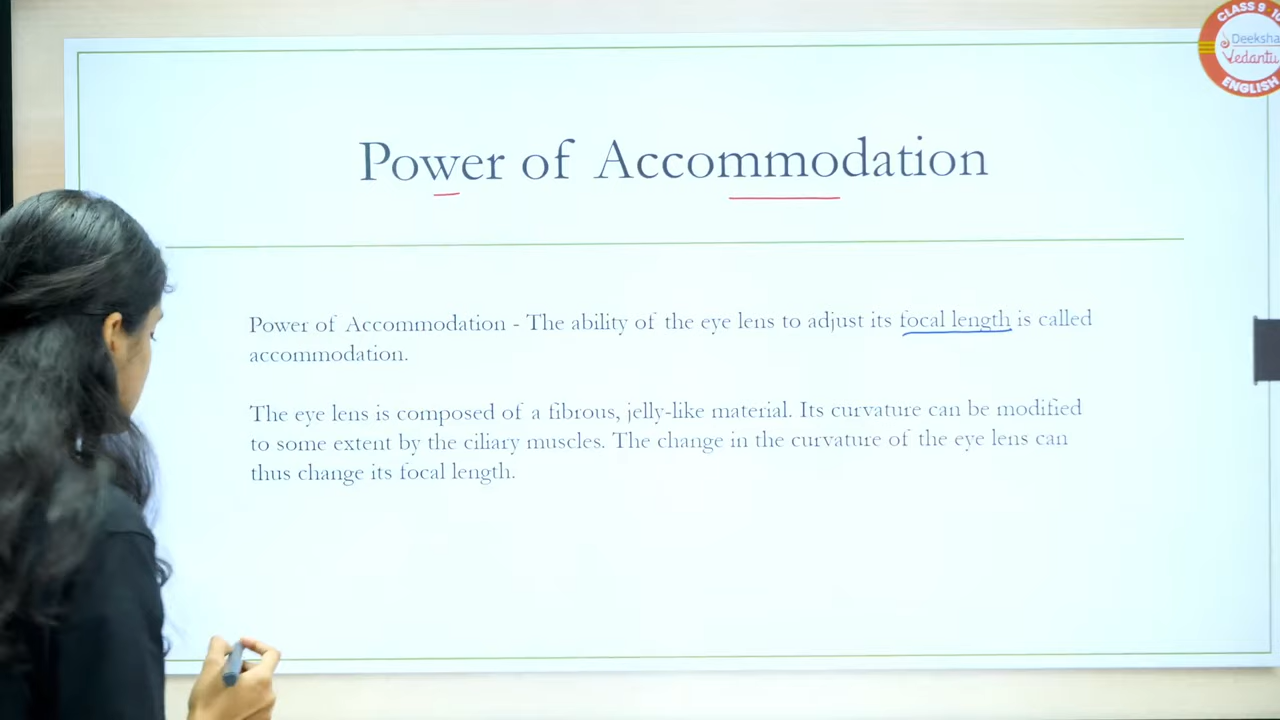 CLASS 9-10
Deeksha
Vedantu
ENGLISH
Power of Accommodation
Power of Accommodation - The ability of the eye lens to adjust its focal length is called
accommodation.
The eye lens is composed of a fibrous, jelly-like material. Its curvature can be modified
to some extent by the ciliary muscles. The change in the curvature of the eye lens can
thus change its focal length.